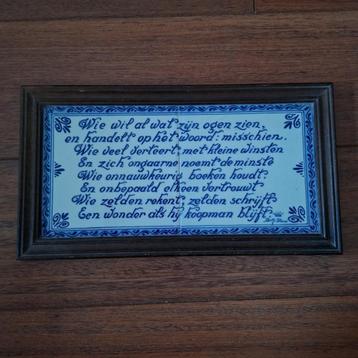 Wie wil al wat zijn ogen zien,
en handelt op het woord: misschien.
Wie veel verteert, met kleine winsten
En zich ongaarne noemt de minste
Wie onnauwkeurig boeken houdt?
En onbepaald elkeen vertrouwt
Wie zelden rekent, zelden schrijft
Een wonder als hij koopman blijft.